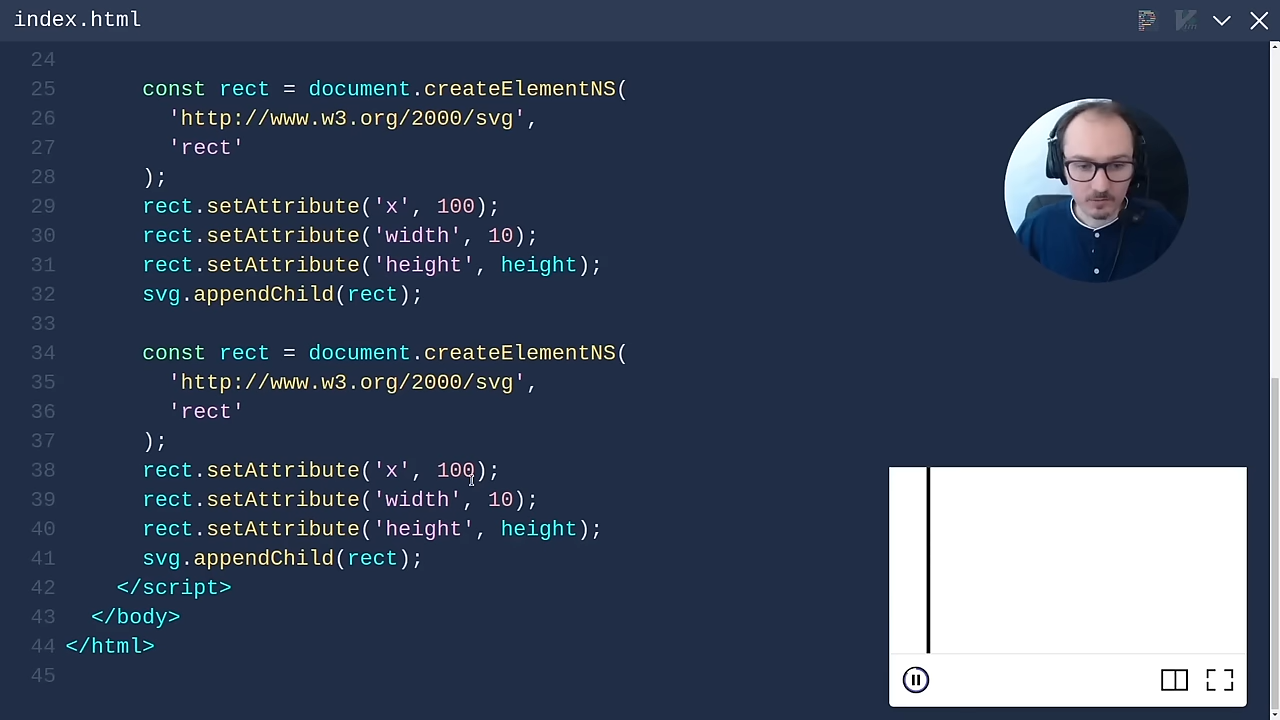 index.html
24
25 const rect = document.createElementNS(
26 'http://www.w3.org/2000/svg',
27 'rect'
28 );
29 rect.setAttribute('x', 100);
30 rect.setAttribute('width', 10);
31 rect.setAttribute('height', height);
32 svg.appendChild(rect);
33
34 const rect = document.createElementNS(
35 'http://www.w3.org/2000/svg',
36 'rect'
37 );
38 rect.setAttribute('x', 100);
39 rect.setAttribute('width', 10);
40 rect.setAttribute('height', height);
41 svg.appendChild(rect);
42 </script>
43 </body>
44 </html>
45